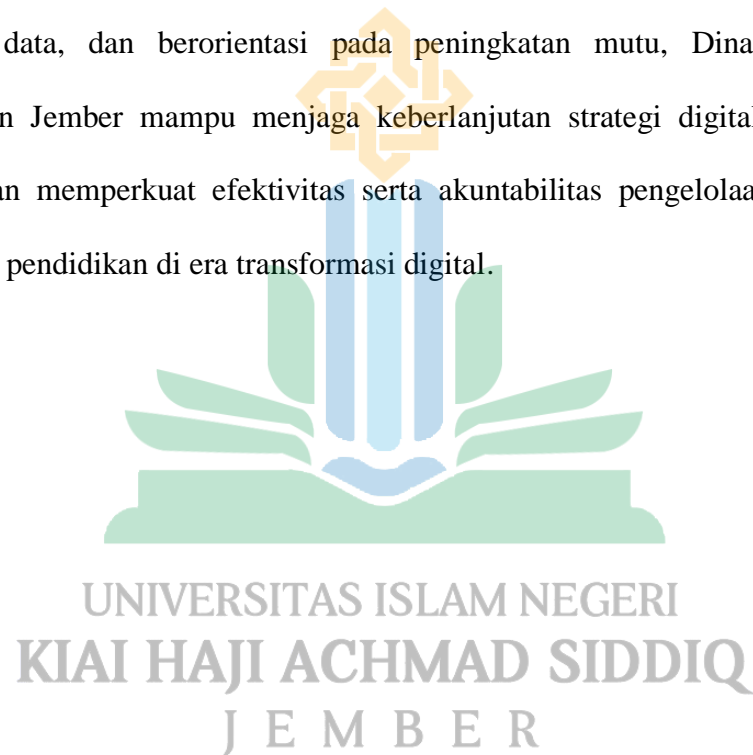 data, dan berorientasi pada peningkatan mutu, Dina
n Jember mampu menjaga keberlanjutan strategi digital
an memperkuat efektivitas serta akuntabilitas pengelolaa
pendidikan di era transformasi digital.
UNIVERSITAS ISLAM NEGERI
KIAI HAJI ACHMAD SIDDIQ
JEMBER